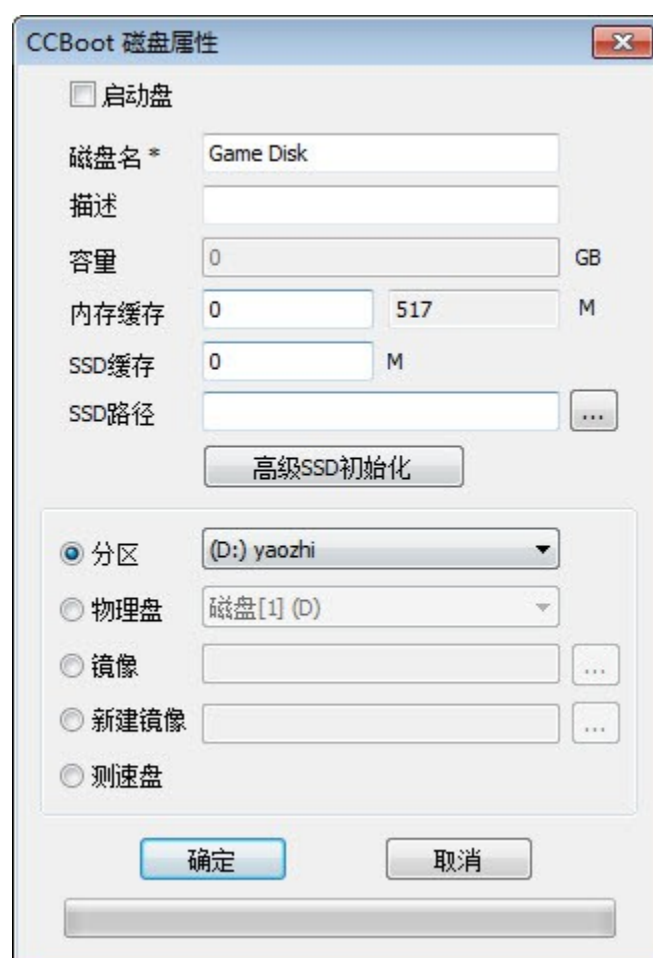 CCBoot 磁盘属性
启动盘
磁盘名 * Game Disk
描述
容量 0 GB
内存缓存 0 517 M
SSD缓存 0 M
SSD路径 ...
高级SSD初始化
分区 (D:) yaozhi
物理盘 磁盘[1] (D)
镜像 ...
新建镜像 ...
测速盘
确定 取消